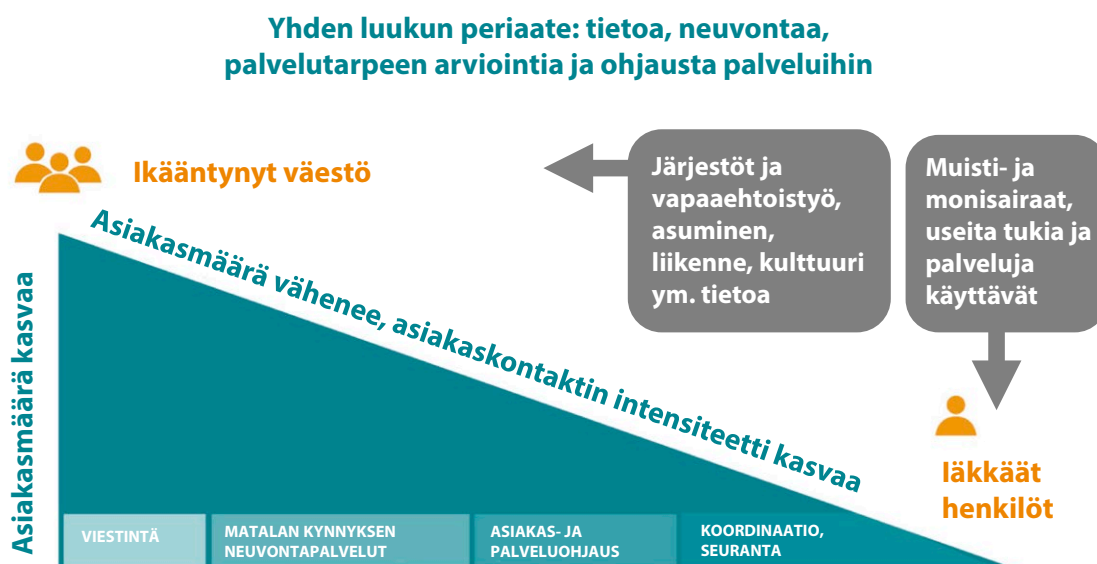 Yhden luukun periaate: tietoa, neuvontaa,
palvelutarpeen arviointia ja ohjausta palveluihin
Ikääntynyt väestö
Järjestöt ja
vapaaehtoistyö,
asuminen,
liikenne, kulttuuri
ym. tietoa
Muisti- ja
monisairaat,
useita tukia ja
palveluja
käyttävät
Asiakasmäärä kasvaa
Asiakasmäärä vähenee, asiakaskontaktin intensiteetti kasvaa
Iäkkäät
henkilöt
VIESTINTÄ
MATALAN KYNNYKSEN
NEUVONTAPALVELUT
ASIAKAS- JA
PALVELUOHJAUS
KOORDINAATIO,
SEURANTA